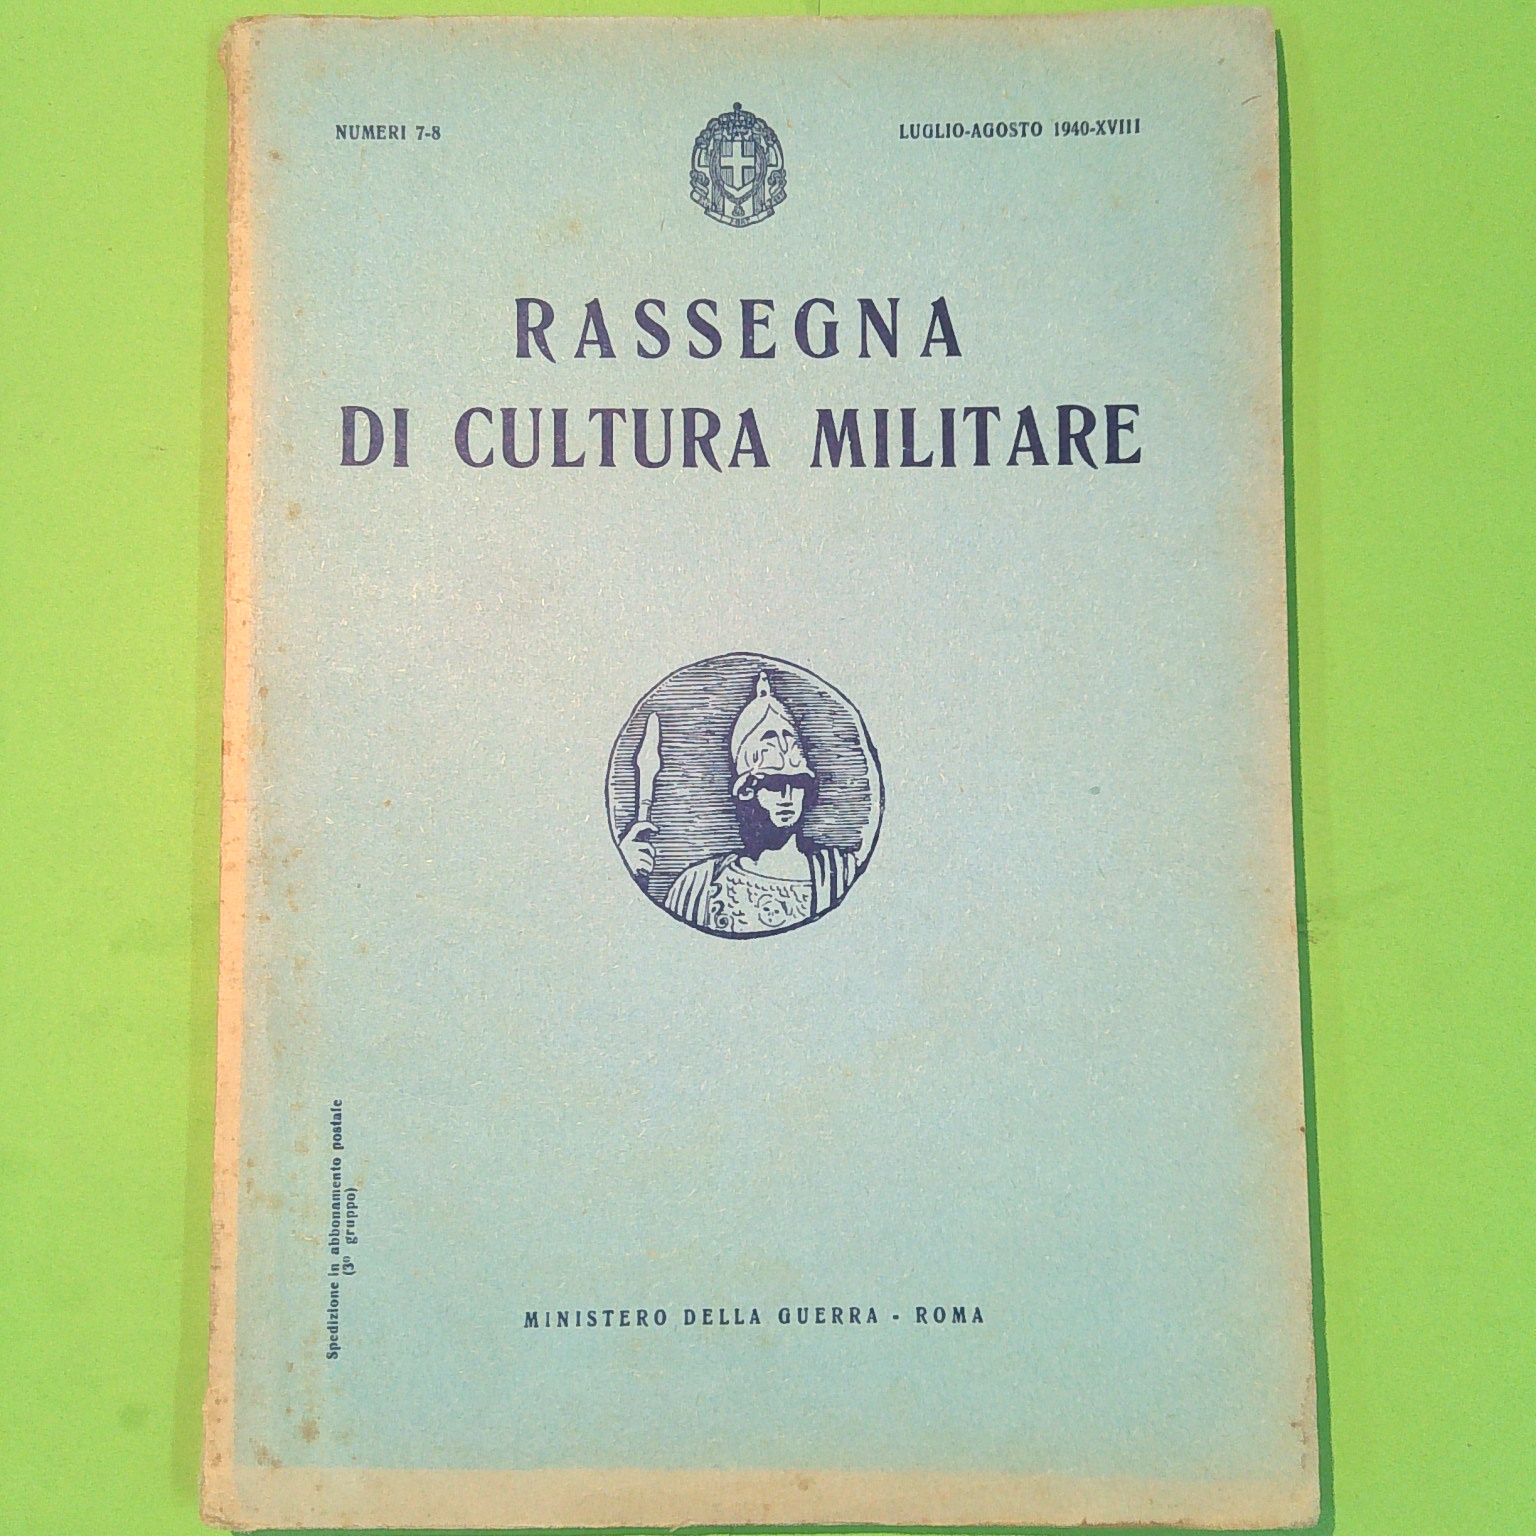 NUMERI 7-8
LUGLIO-AGOSTO 1940-XVIII
RASSEGNA
DI CULTURA MILITARE
Spedizione in abbonamento postale
(3º gruppo)
MINISTERO DELLA GUERRA - ROMA